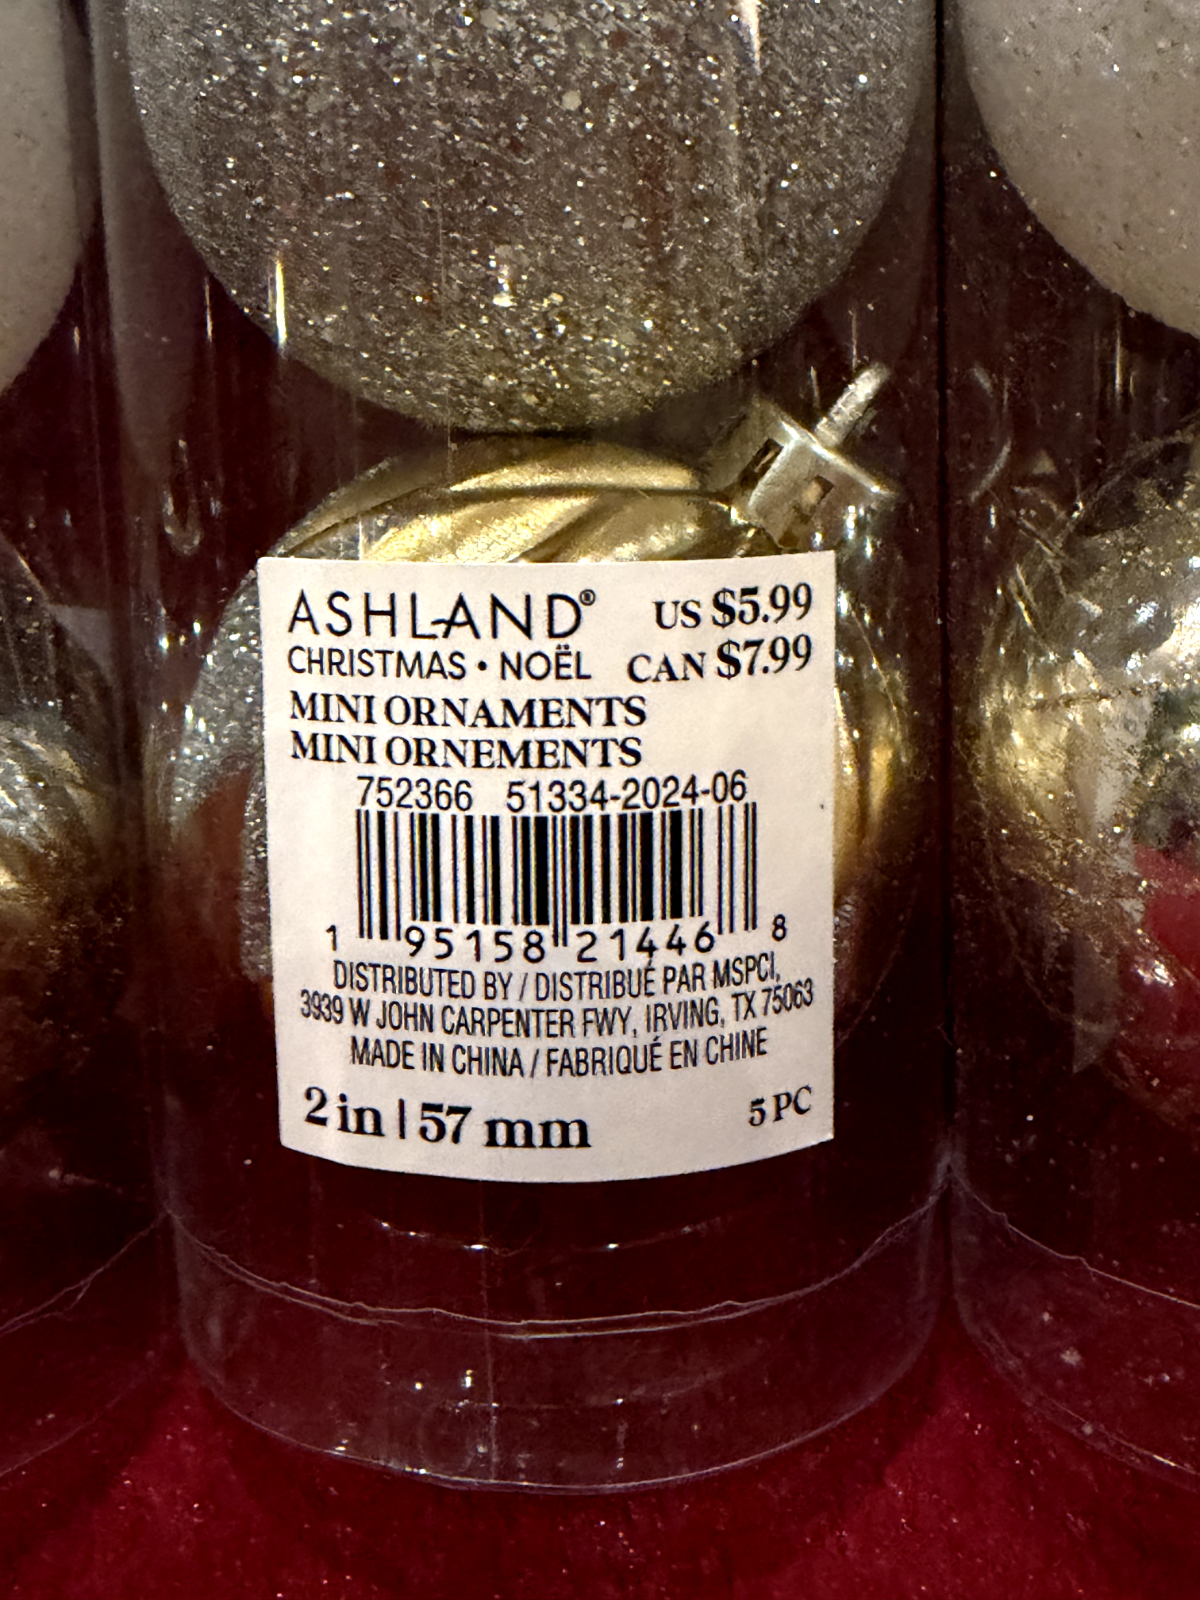 ASHLAND® US $5.99
CHRISTMAS • NOËL CAN $7.99
MINI ORNAMENTS
MINI ORNEMENTS
752366 51334-2024-06
1 95158 21446 8
DISTRIBUTED BY / DISTRIBUÉ PAR MSPCI,
3939 W JOHN CARPENTER FWY, IRVING, TX 75063
MADE IN CHINA / FABRIQUÉ EN CHINE
2 in | 57 mm 5 PC